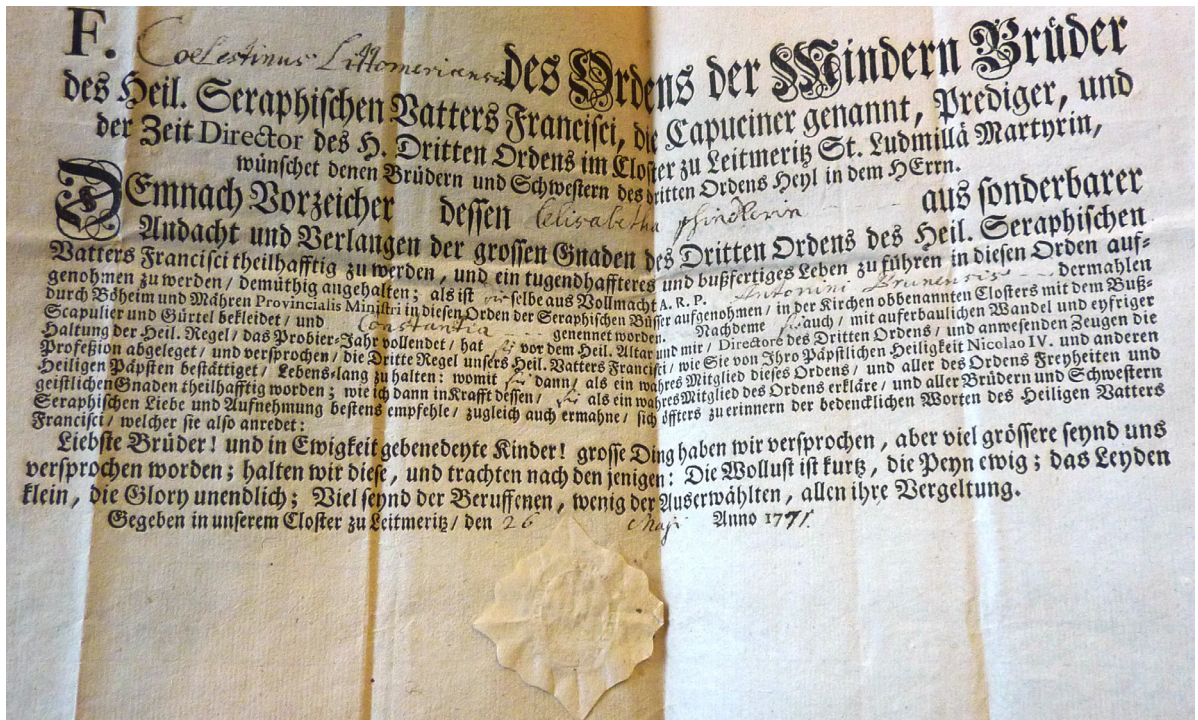 F. Coelestinus Littomericensis des Ordens der Mindern Brüder
des Heil. Seraphischen Vatters Francisci, die Capuciner genannt, Prediger, und
der Zeit Director des H. Dritten Ordens im Closter zu Leitmeritz St. Ludmillä Martyrin,
wünschet denen Brüdern und Schwestern des dritten Ordens Heyl in dem HErrn.
DEmnach Vorzeicher dessen Elisabetha aus sonderbarer
Andacht und Verlangen der grossen Gnaden des Dritten Ordens des Heil. Seraphischen
Vatters Francisci theilhafftig zu werden, und ein tugendhaffteres und bußfertiges Leben zu führen in diesen Orden auf-
genohmen zu werden / demüthig angehalten; als ist die selbe aus Vollmacht A. R. P. Antonini Brunensis dermahlen
durch Böheim und Mähren Provincialis Ministri in diesen Orden der Seraphischen Büsser aufgenohmen / in der Kirchen obbenannten Closters mit dem Buß-
Scapulier und Gürtel bekleidet / und Constantia genennet worden. Nachdeme sie auch / mit auferbaulichen Wandel und eyfriger
Haltung der Heil. Regel / das Probier-Jahr vollendet / hat sie vor dem Heil. Altar und mir / Directore des Dritten Ordens / und anwesenden Zeugen die
Profeßion abgeleget / und versprochen / die Dritte Regel unsers Heil. Vatters Francisci / wie Sie von Ihro Päpstlichen Heiligkeit Nicolao IV. und anderen
Heiligen Päpsten bestättiget / Lebens-lang zu halten: womit sie dann / als ein wahres Mitglied dieses Ordens / und aller des Ordens Freyheiten und
geistlichen Gnaden theilhafftig worden; wie ich dann in Krafft dessen / sie als ein wahres Mitglied des Ordens erkläre / und aller Brüdern und Schwestern
Seraphischen Liebe und Aufnehmung bestens empfehle / zugleich auch ermahne / sich öffters zu erinnern der bedencklichen Worten des Heiligen Vatters
Francisci / welcher sie also anredet:
Liebste Brüder! und in Ewigkeit gebenedeyte Kinder! grosse Ding haben wir versprochen, aber viel grössere seynd uns
versprochen worden; halten wir diese, und trachten nach den jenigen: Die Wollust ist kurtz, die Peyn ewig; das Leyden
klein, die Glory unendlich; Viel seynd der Beruffenen, wenig der Auserwählten, allen ihre Vergeltung.
Gegeben in unserem Closter zu Leitmeritz / den 26 Maji Anno 1771